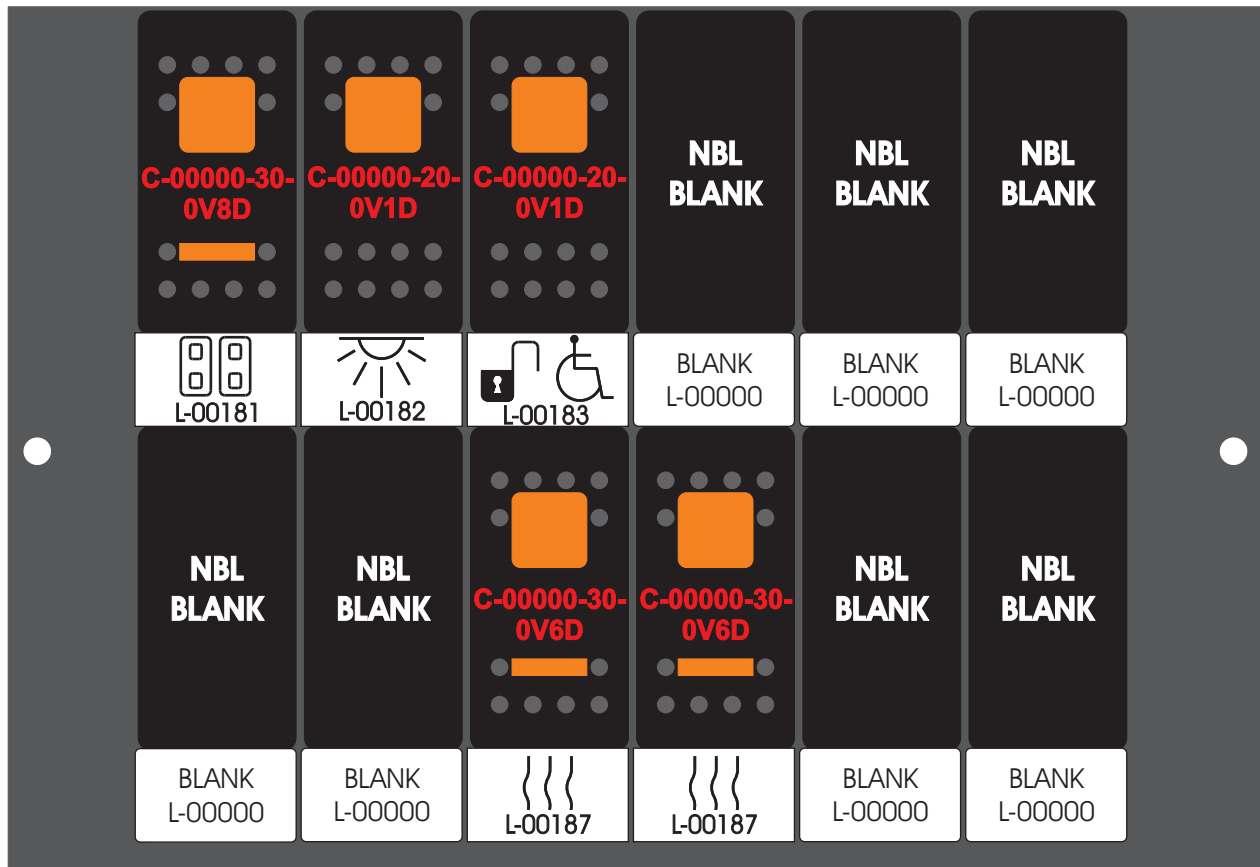 C-00000-30-
0V8D
C-00000-20-
0V1D
C-00000-20-
0V1D
NBL
BLANK
NBL
BLANK
NBL
BLANK
L-00181
L-00182
L-00183
BLANK
L-00000
BLANK
L-00000
BLANK
L-00000
NBL
BLANK
NBL
BLANK
C-00000-30-
0V6D
C-00000-30-
0V6D
NBL
BLANK
NBL
BLANK
BLANK
L-00000
BLANK
L-00000
L-00187
L-00187
BLANK
L-00000
BLANK
L-00000